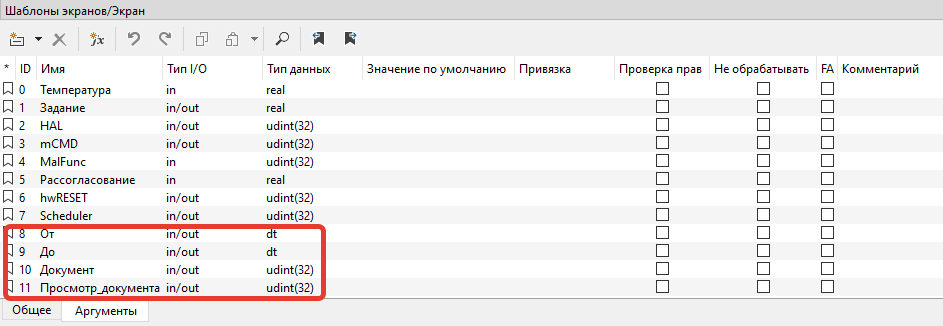 Шаблоны экранов/Экран
* ID Имя Тип I/O Тип данных Значение по умолчанию Привязка Проверка прав Не обрабатывать FA Комментарий
0 Температура in real
1 Задание in/out real
2 HAL in/out udint(32)
3 mCMD in/out udint(32)
4 MalFunc in udint(32)
5 Рассогласование in real
6 hwRESET in/out udint(32)
7 Scheduler in/out udint(32)
8 От in/out dt
9 До in/out dt
10 Документ in/out udint(32)
11 Просмотр_документа in/out udint(32)
Общее Аргументы